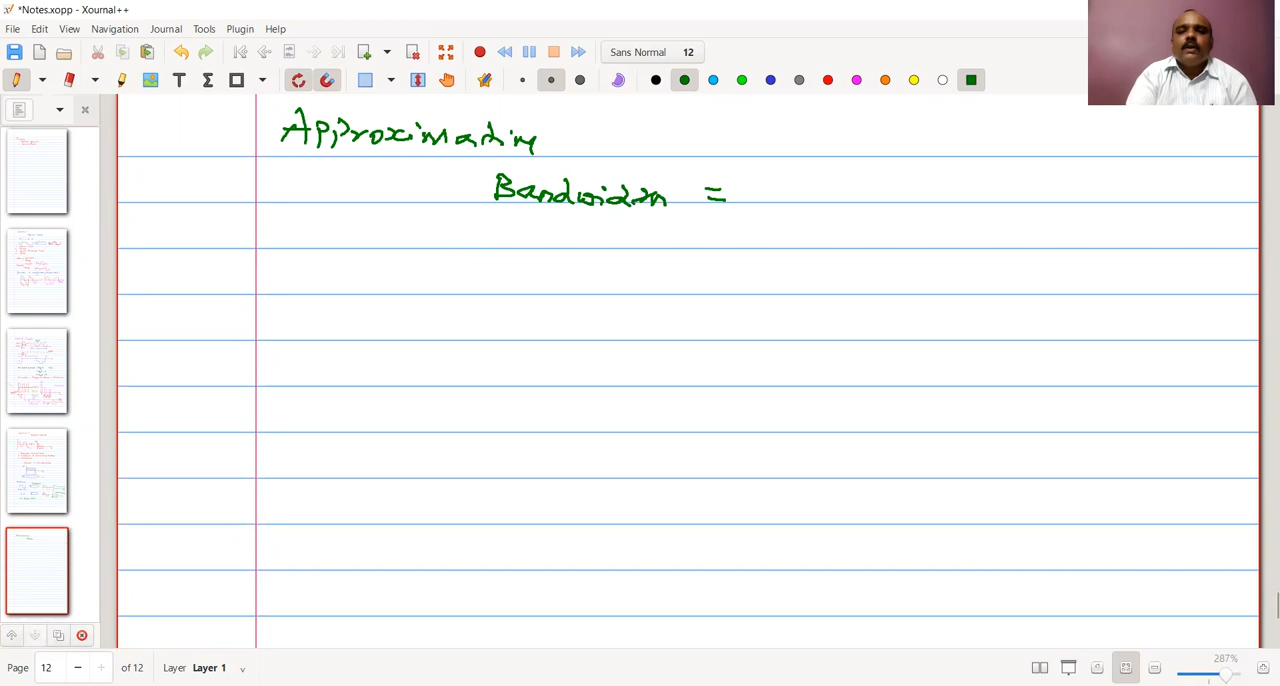 *Notes.xopp - Xournal++
File Edit View Navigation Journal Tools Plugin Help
Sans Normal 12
Approximating
Bandwidth =
Page 12 of 12 Layer Layer 1 287%